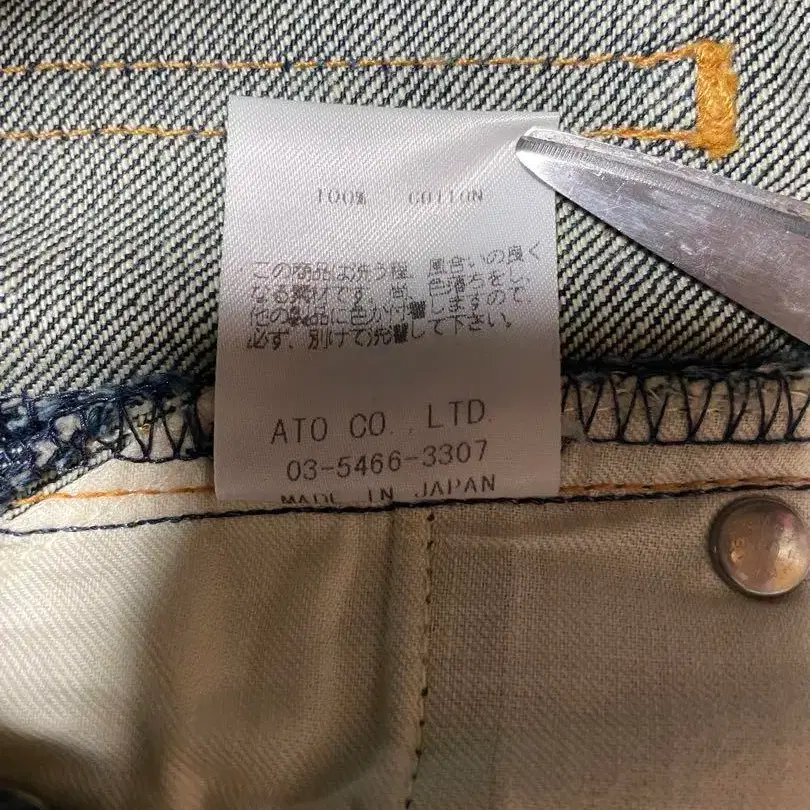 100% COTTON
この商品は洗う程、風合いの良く
なる素材です。尚、色落ちをし、
他の製品に色が付着しますので、
必ず、別けて洗濯して下さい。
ATO CO., LTD.
03-5466-3307
MADE IN JAPAN